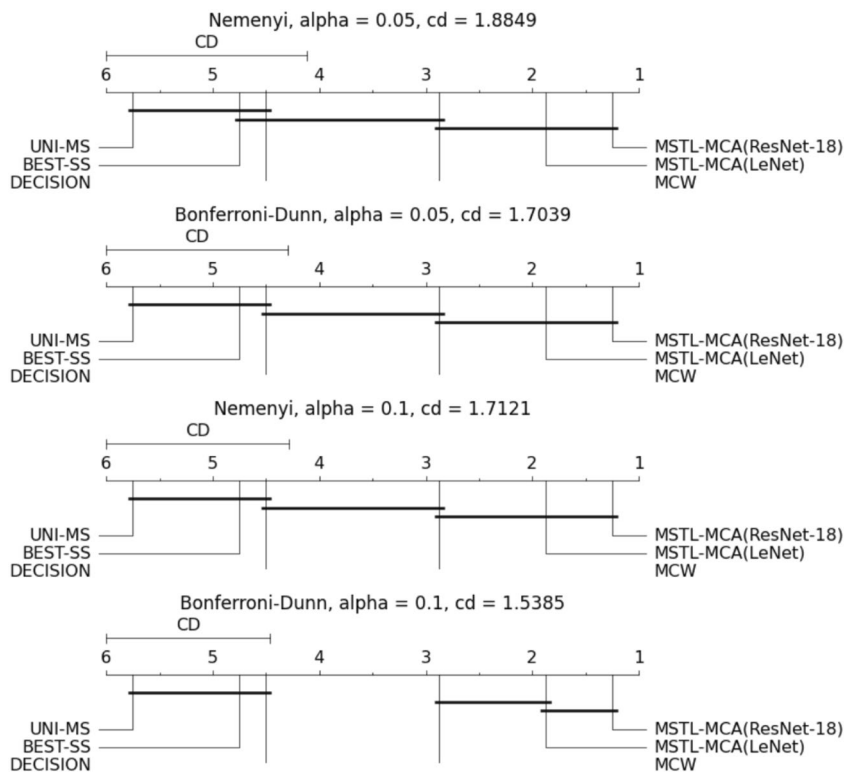 Nemenyi, alpha = 0.05, cd = 1.8849
CD
6 5 4 3 2 1
UNI-MS MSTL-MCA(ResNet-18)
BEST-SS MSTL-MCA(LeNet)
DECISION MCW
Bonferroni-Dunn, alpha = 0.05, cd = 1.7039
CD
6 5 4 3 2 1
UNI-MS MSTL-MCA(ResNet-18)
BEST-SS MSTL-MCA(LeNet)
DECISION MCW
Nemenyi, alpha = 0.1, cd = 1.7121
CD
6 5 4 3 2 1
UNI-MS MSTL-MCA(ResNet-18)
BEST-SS MSTL-MCA(LeNet)
DECISION MCW
Bonferroni-Dunn, alpha = 0.1, cd = 1.5385
CD
6 5 4 3 2 1
UNI-MS MSTL-MCA(ResNet-18)
BEST-SS MSTL-MCA(LeNet)
DECISION MCW